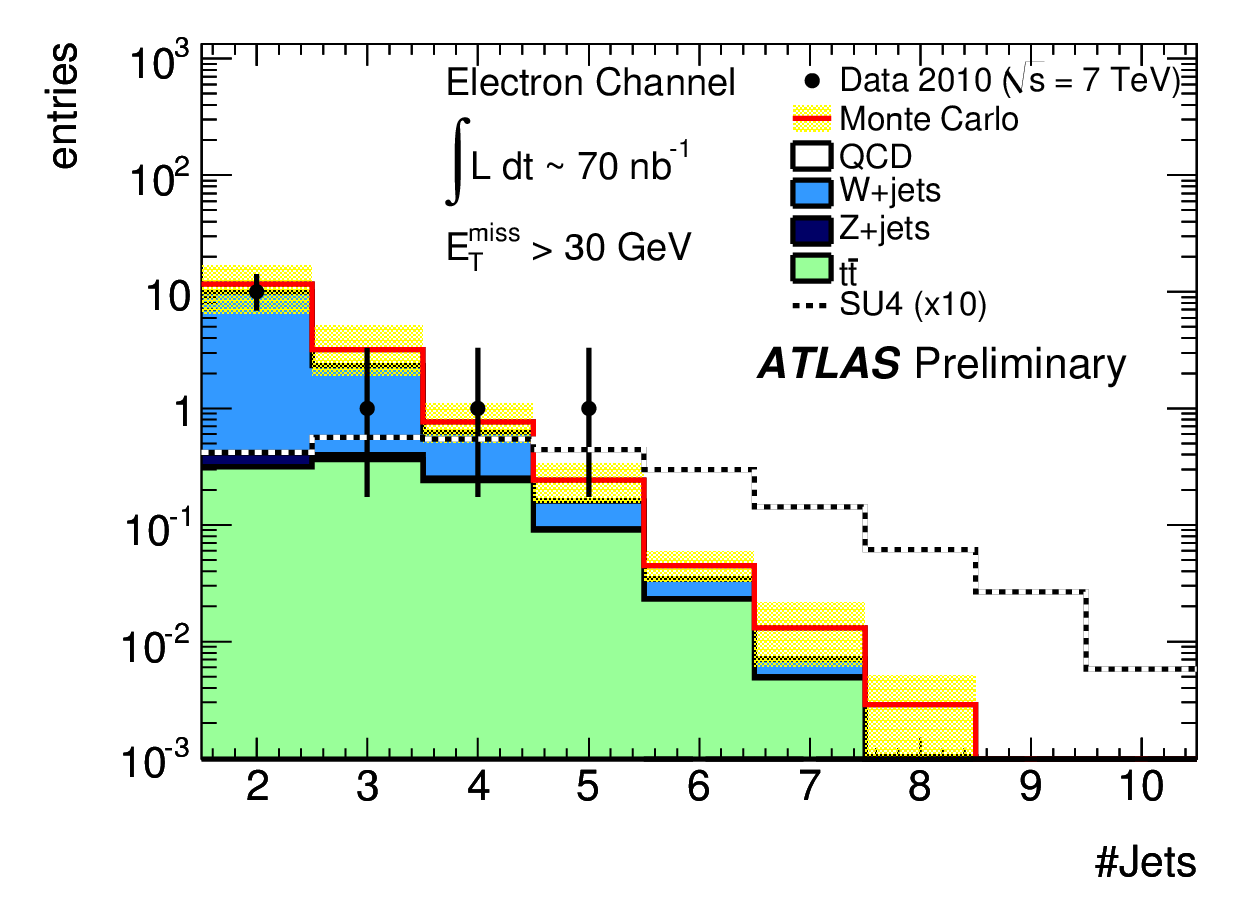 entries
10³
10²
10
1
10⁻¹
10⁻²
10⁻³
Electron Channel
∫ L dt ~ 70 nb⁻¹
E_T^miss > 30 GeV
Data 2010 (√s = 7 TeV)
Monte Carlo
QCD
W+jets
Z+jets
tt̄
SU4 (x10)
ATLAS Preliminary
2 3 4 5 6 7 8 9 10
#Jets